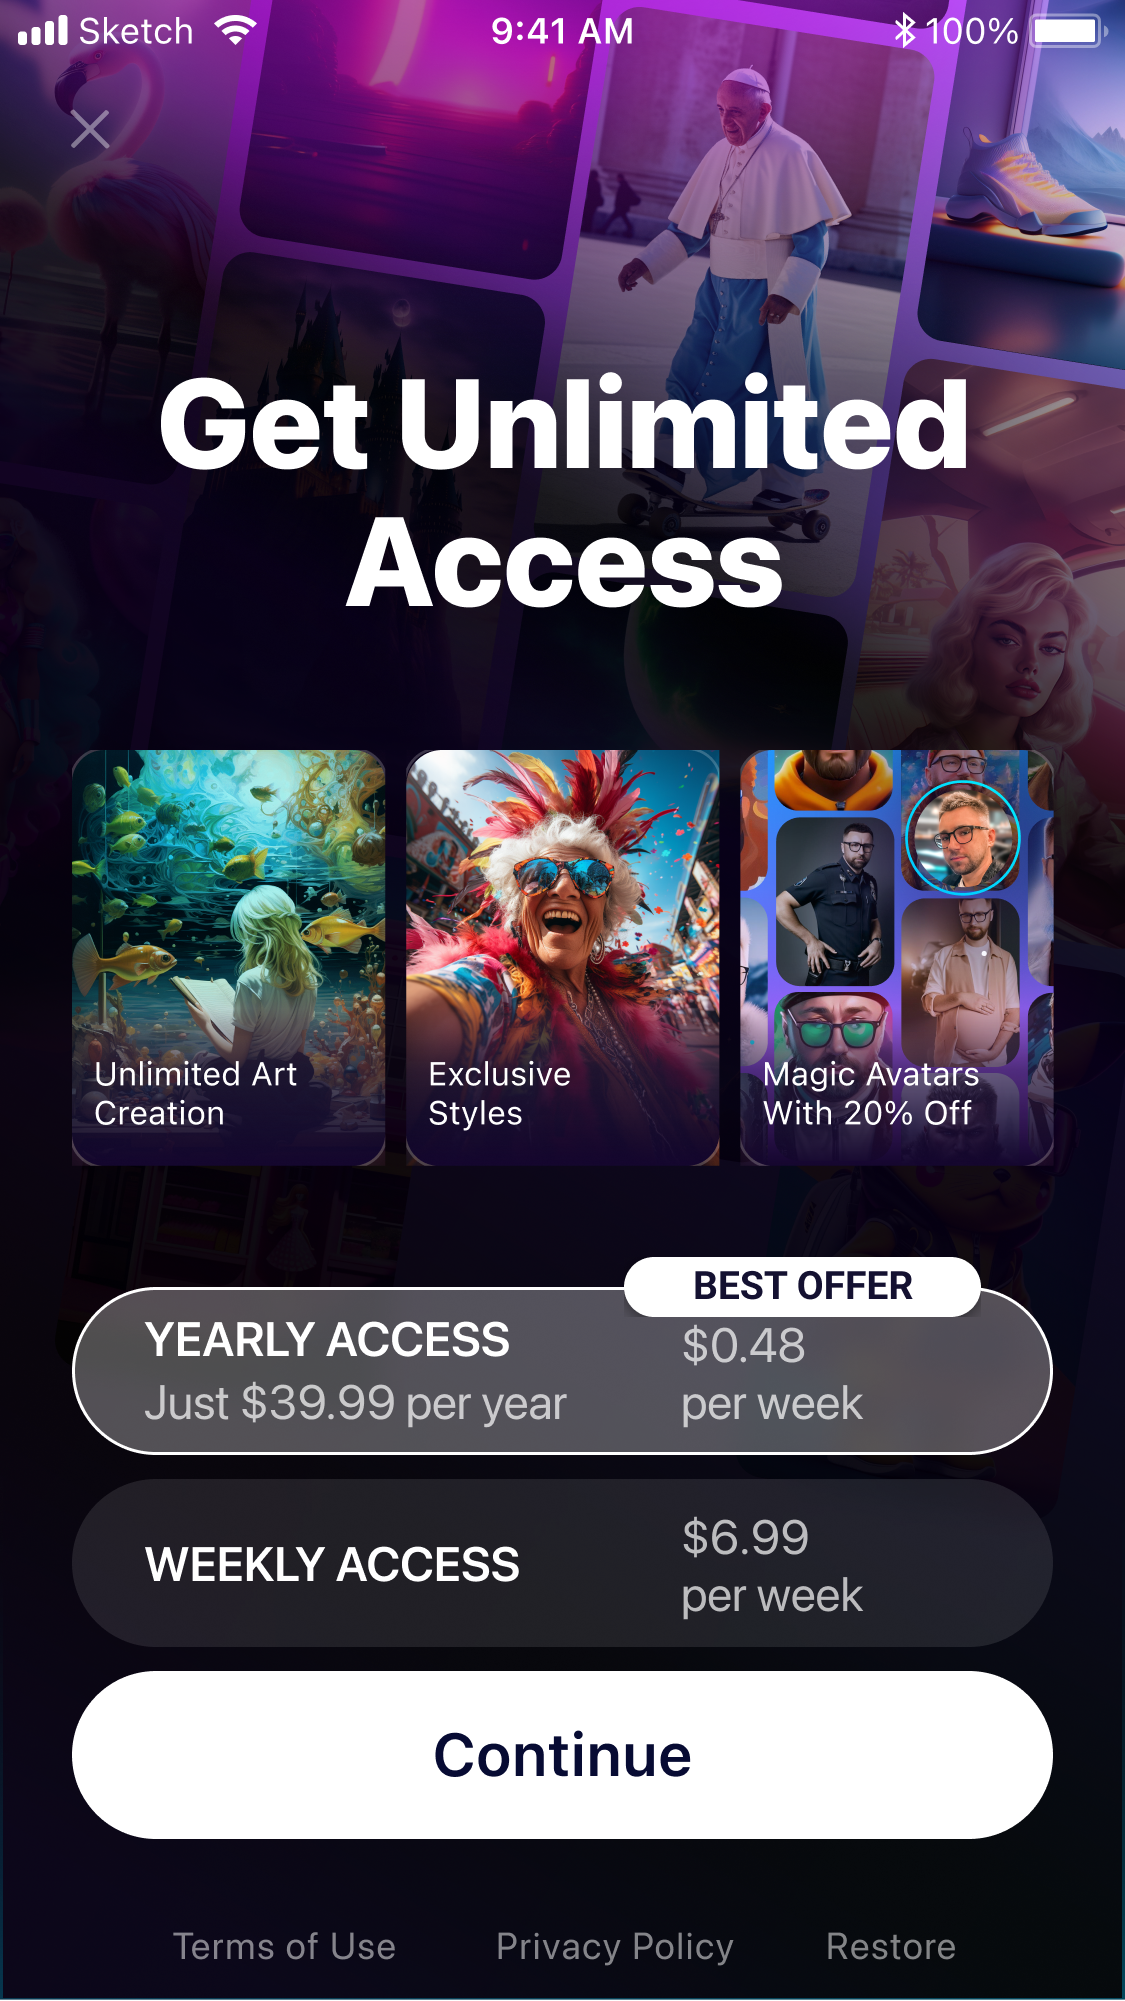 Sketch 9:41 AM 100%
Get Unlimited
Access
Unlimited Art
Creation
Exclusive
Styles
Magic Avatars
With 20% Off
BEST OFFER
YEARLY ACCESS
Just $39.99 per year
$0.48
per week
WEEKLY ACCESS
$6.99
per week
Continue
Terms of Use Privacy Policy Restore